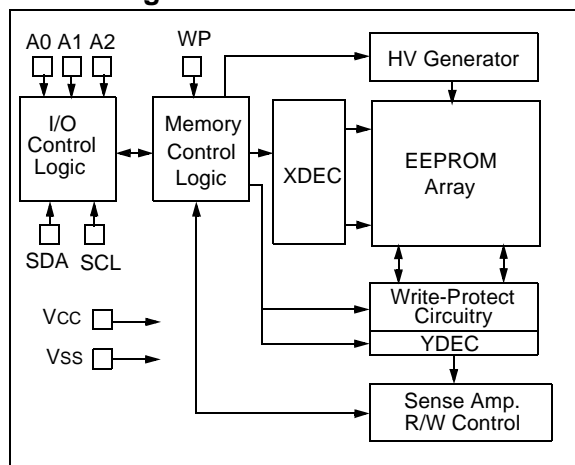 A0 A1 A2
WP
HV Generator
I/O
Control
Logic
Memory
Control
Logic
XDEC
EEPROM
Array
SDA
SCL
Write-Protect
Circuitry
YDEC
VCC
VSS
Sense Amp.
R/W Control